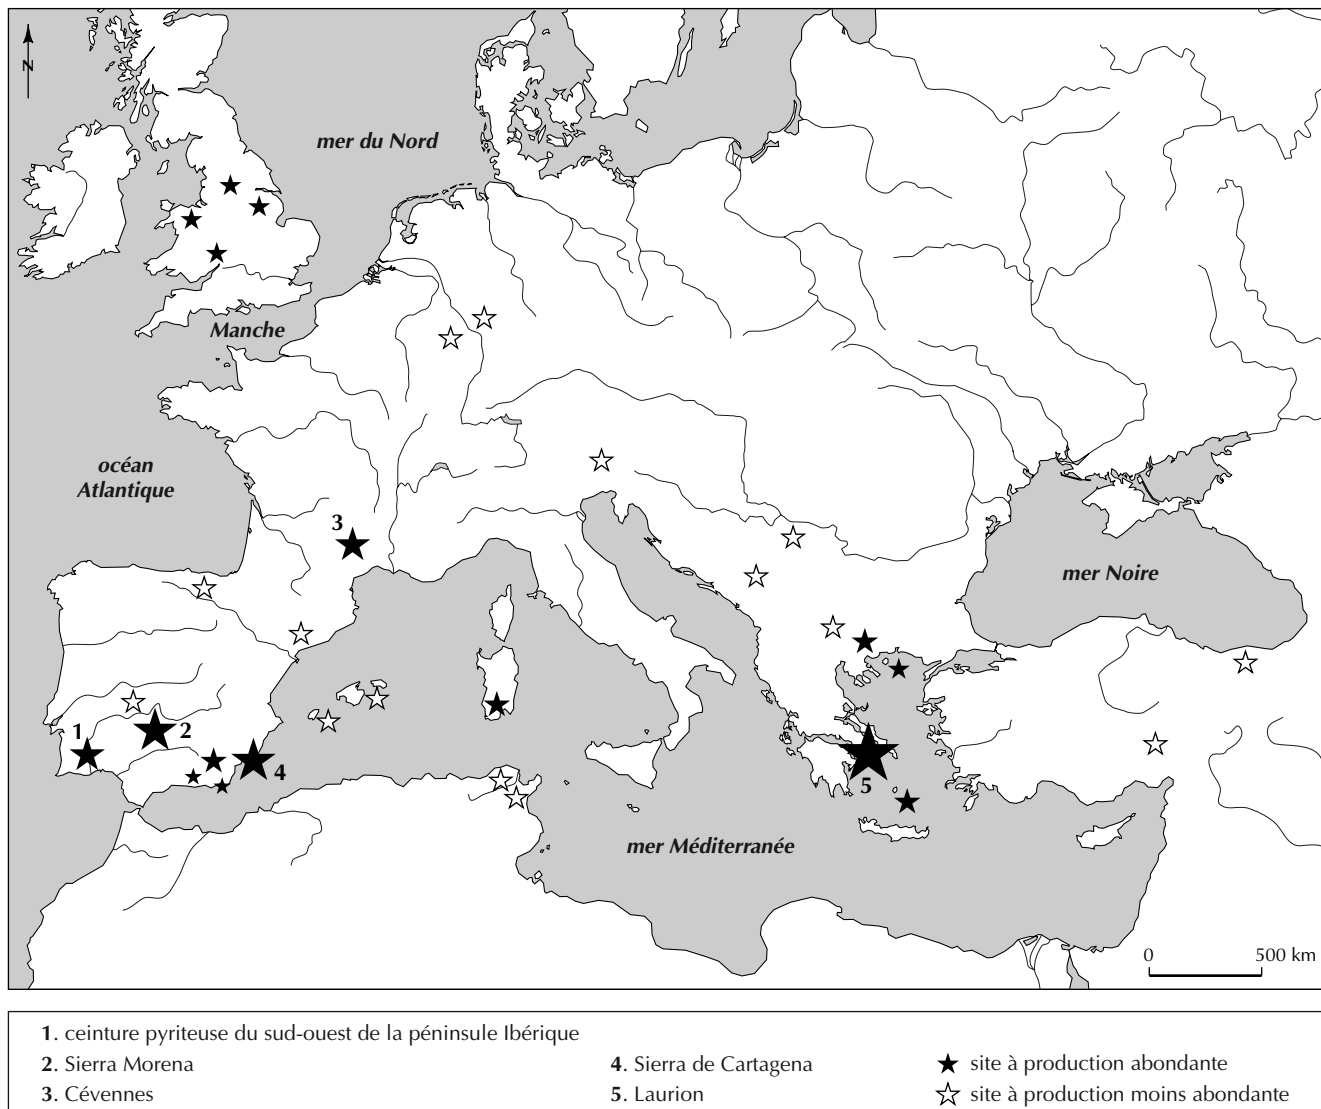 N
mer du Nord
Manche
océan
Atlantique
3
mer Noire
1
2
4
5
mer Méditerranée
0 500 km
1. ceinture pyriteuse du sud-ouest de la péninsule Ibérique
2. Sierra Morena
3. Cévennes
4. Sierra de Cartagena
5. Laurion
site à production abondante
site à production moins abondante